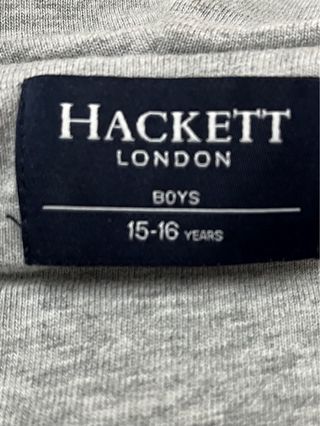 HACKETT
LONDON
BOYS
15-16 YEARS